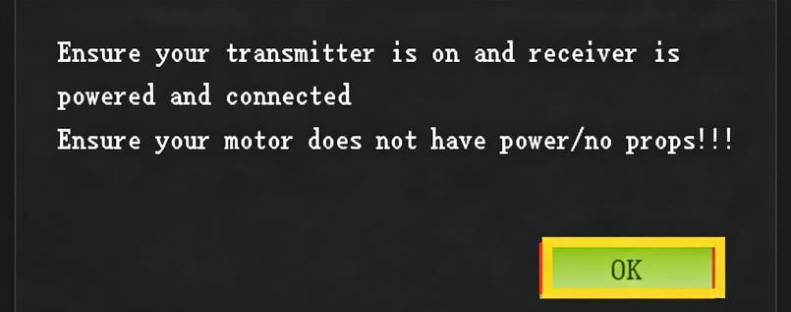 Ensure your transmitter is on and receiver is
powered and connected
Ensure your motor does not have power/no props!!!
OK